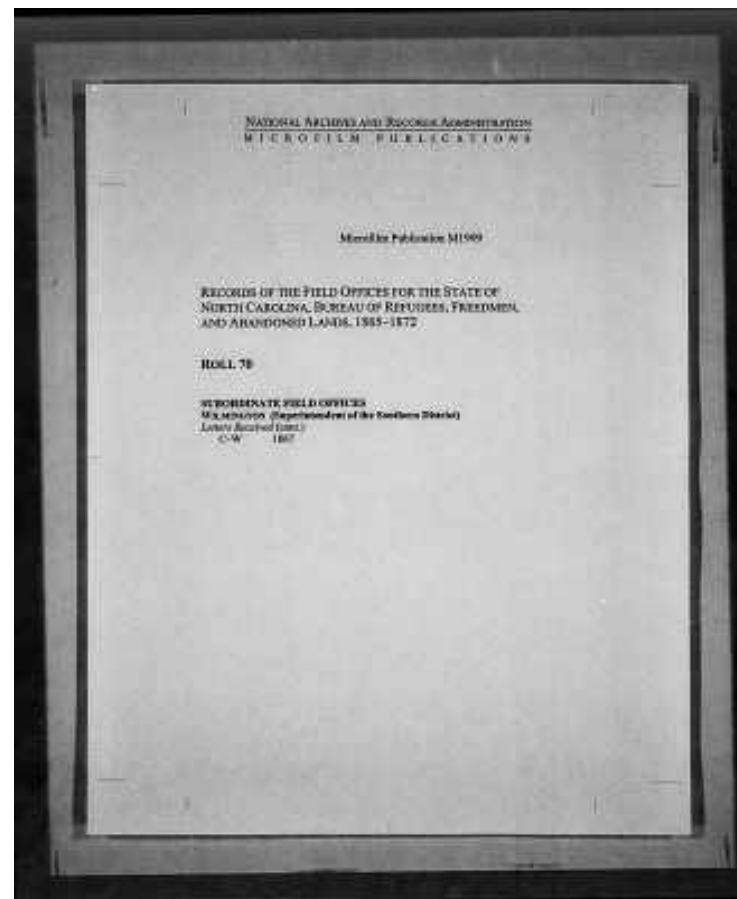 NATIONAL ARCHIVES AND RECORDS ADMINISTRATION
MICROFILM PUBLICATIONS
Microfilm Publication M1909
RECORDS OF THE FIELD OFFICES FOR THE STATE OF
NORTH CAROLINA, BUREAU OF REFUGEES, FREEDMEN,
AND ABANDONED LANDS, 1865–1872
ROLL 70
SUBORDINATE FIELD OFFICES
WILMINGTON (Superintendent of the Southern District)
Letters Received (cont.)
C–W 1867